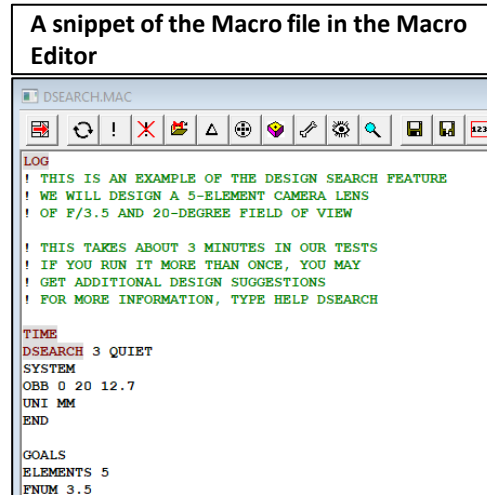 A snippet of the Macro file in the Macro
Editor
DSEARCH.MAC
123
LOG
! THIS IS AN EXAMPLE OF THE DESIGN SEARCH FEATURE
! WE WILL DESIGN A 5-ELEMENT CAMERA LENS
! OF F/3.5 AND 20-DEGREE FIELD OF VIEW
! THIS TAKES ABOUT 3 MINUTES IN OUR TESTS
! IF YOU RUN IT MORE THAN ONCE, YOU MAY
! GET ADDITIONAL DESIGN SUGGESTIONS
! FOR MORE INFORMATION, TYPE HELP DSEARCH
TIME
DSEARCH 3 QUIET
SYSTEM
OBB 0 20 12.7
UNI MM
END
GOALS
ELEMENTS 5
FNUM 3.5